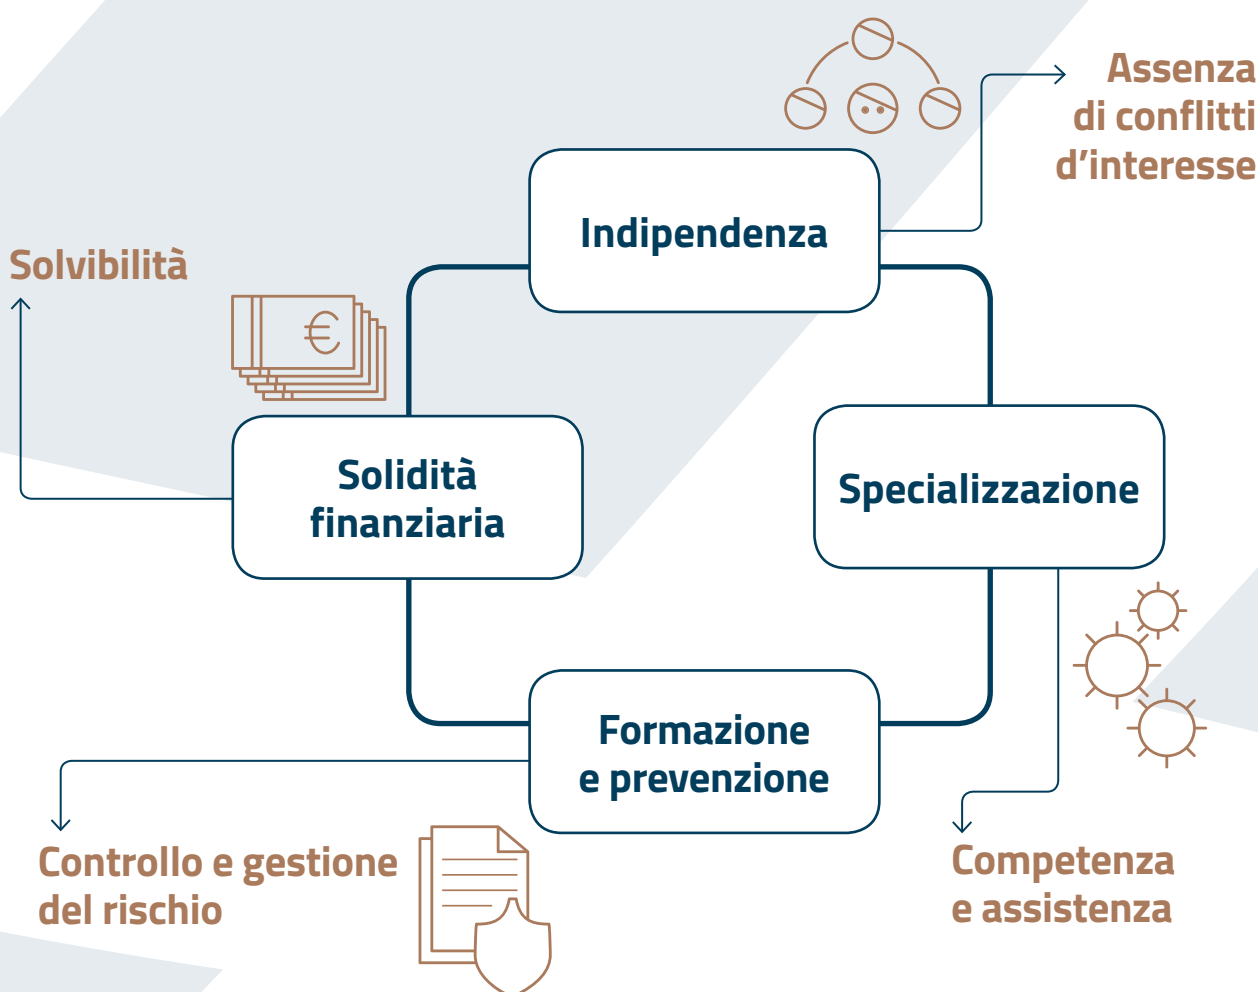 Assenza
di conflitti
d’interesse
Indipendenza
Solvibilità
€
Solidità
finanziaria
Specializzazione
Formazione
e prevenzione
Controllo e gestione
del rischio
Competenza
e assistenza